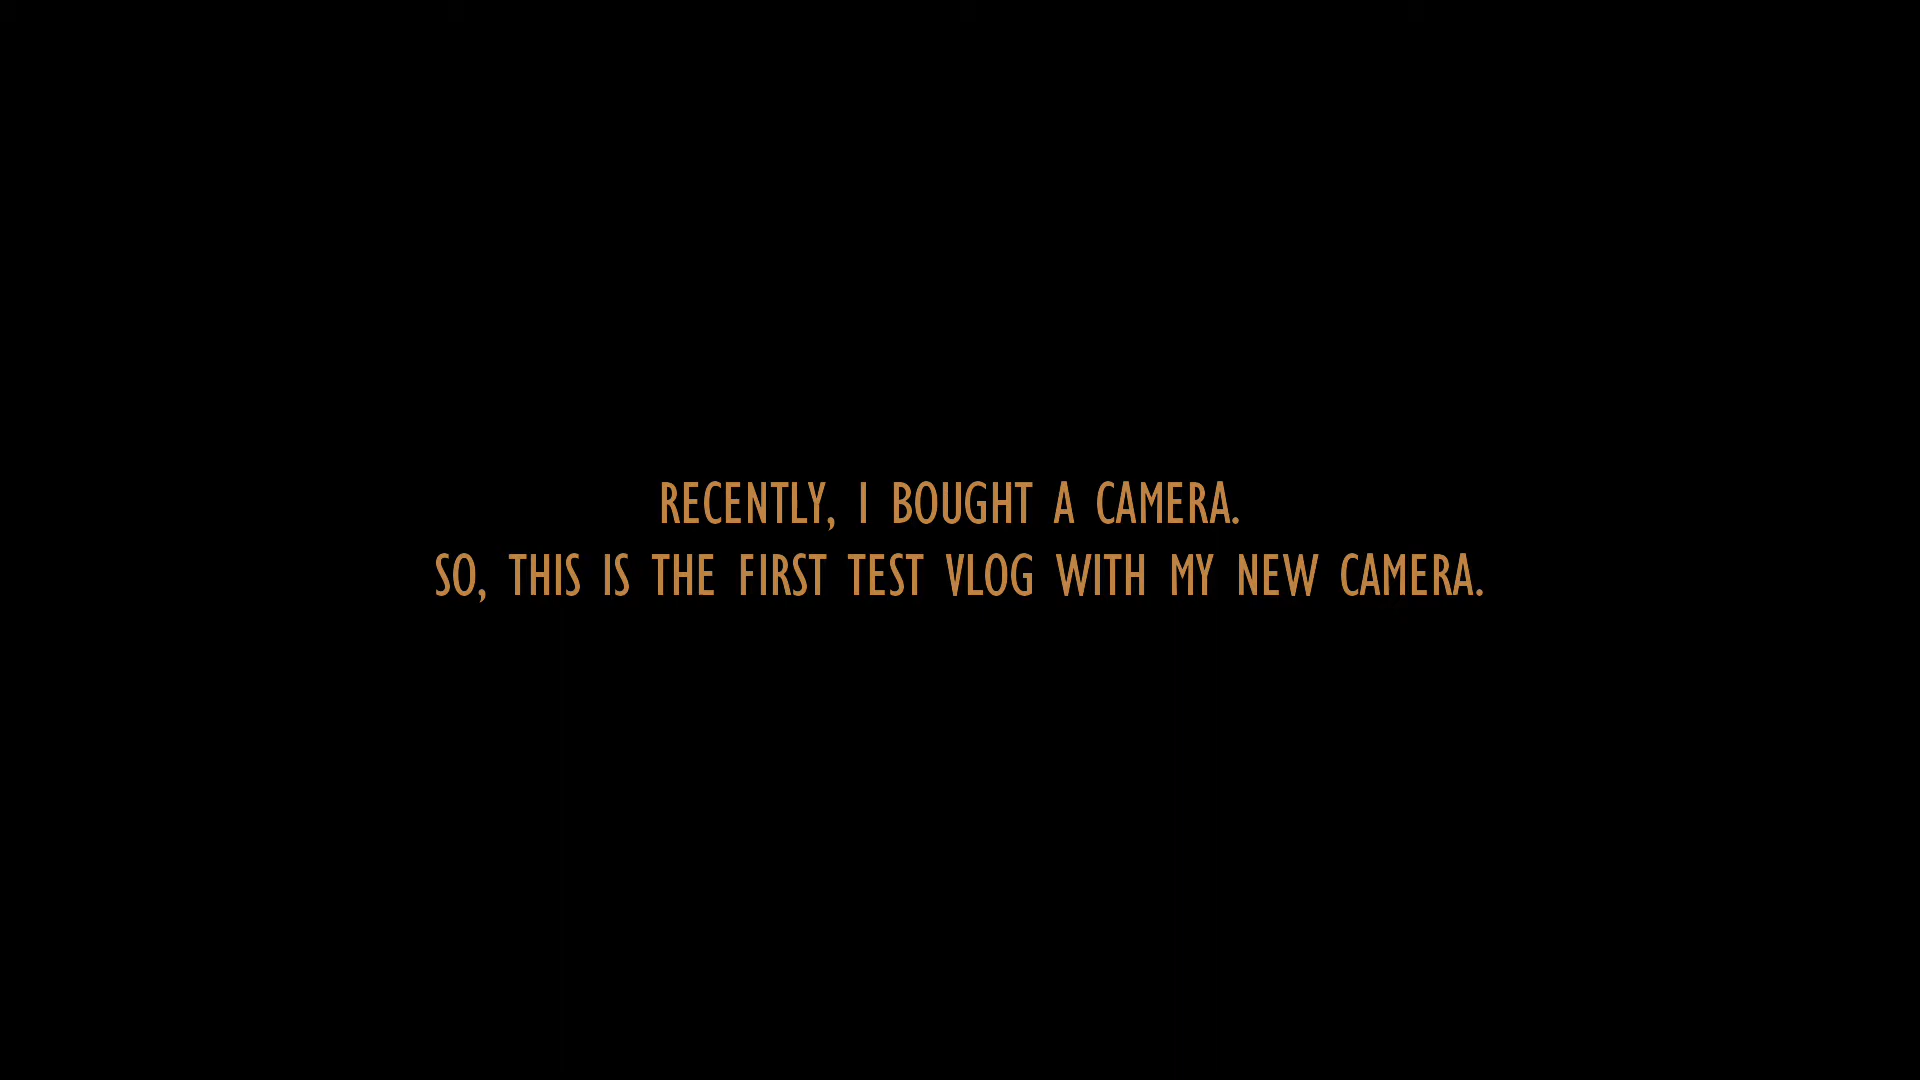 RECENTLY, I BOUGHT A CAMERA.
SO, THIS IS THE FIRST TEST VLOG WITH MY NEW CAMERA.